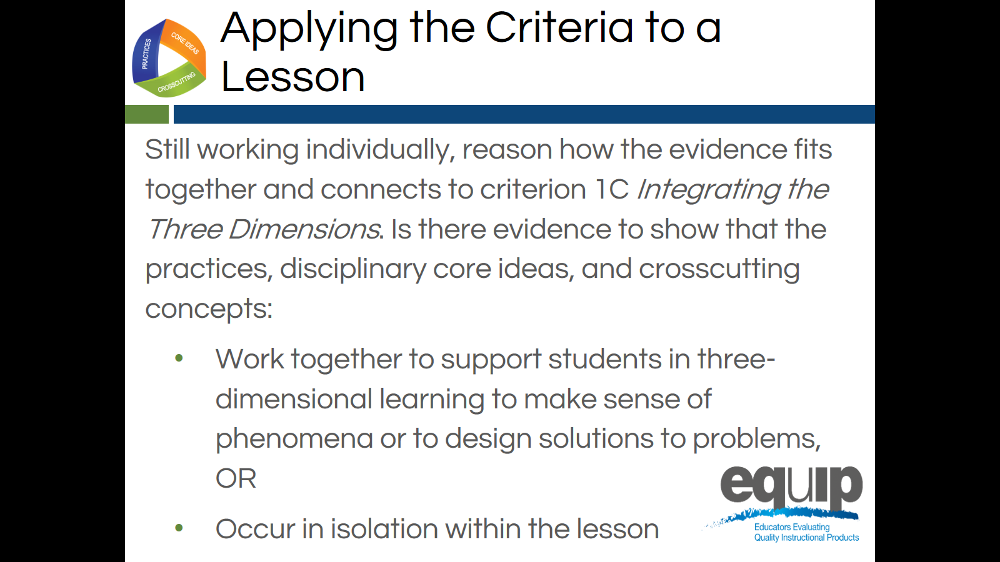 PRACTICES
CORE IDEAS
CROSSCUTTING
Applying the Criteria to a
Lesson
Still working individually, reason how the evidence fits
together and connects to criterion 1C Integrating the
Three Dimensions. Is there evidence to show that the
practices, disciplinary core ideas, and crosscutting
concepts:
• Work together to support students in three-
dimensional learning to make sense of
phenomena or to design solutions to problems,
OR
• Occur in isolation within the lesson
equip
Educators Evaluating
Quality Instructional Products